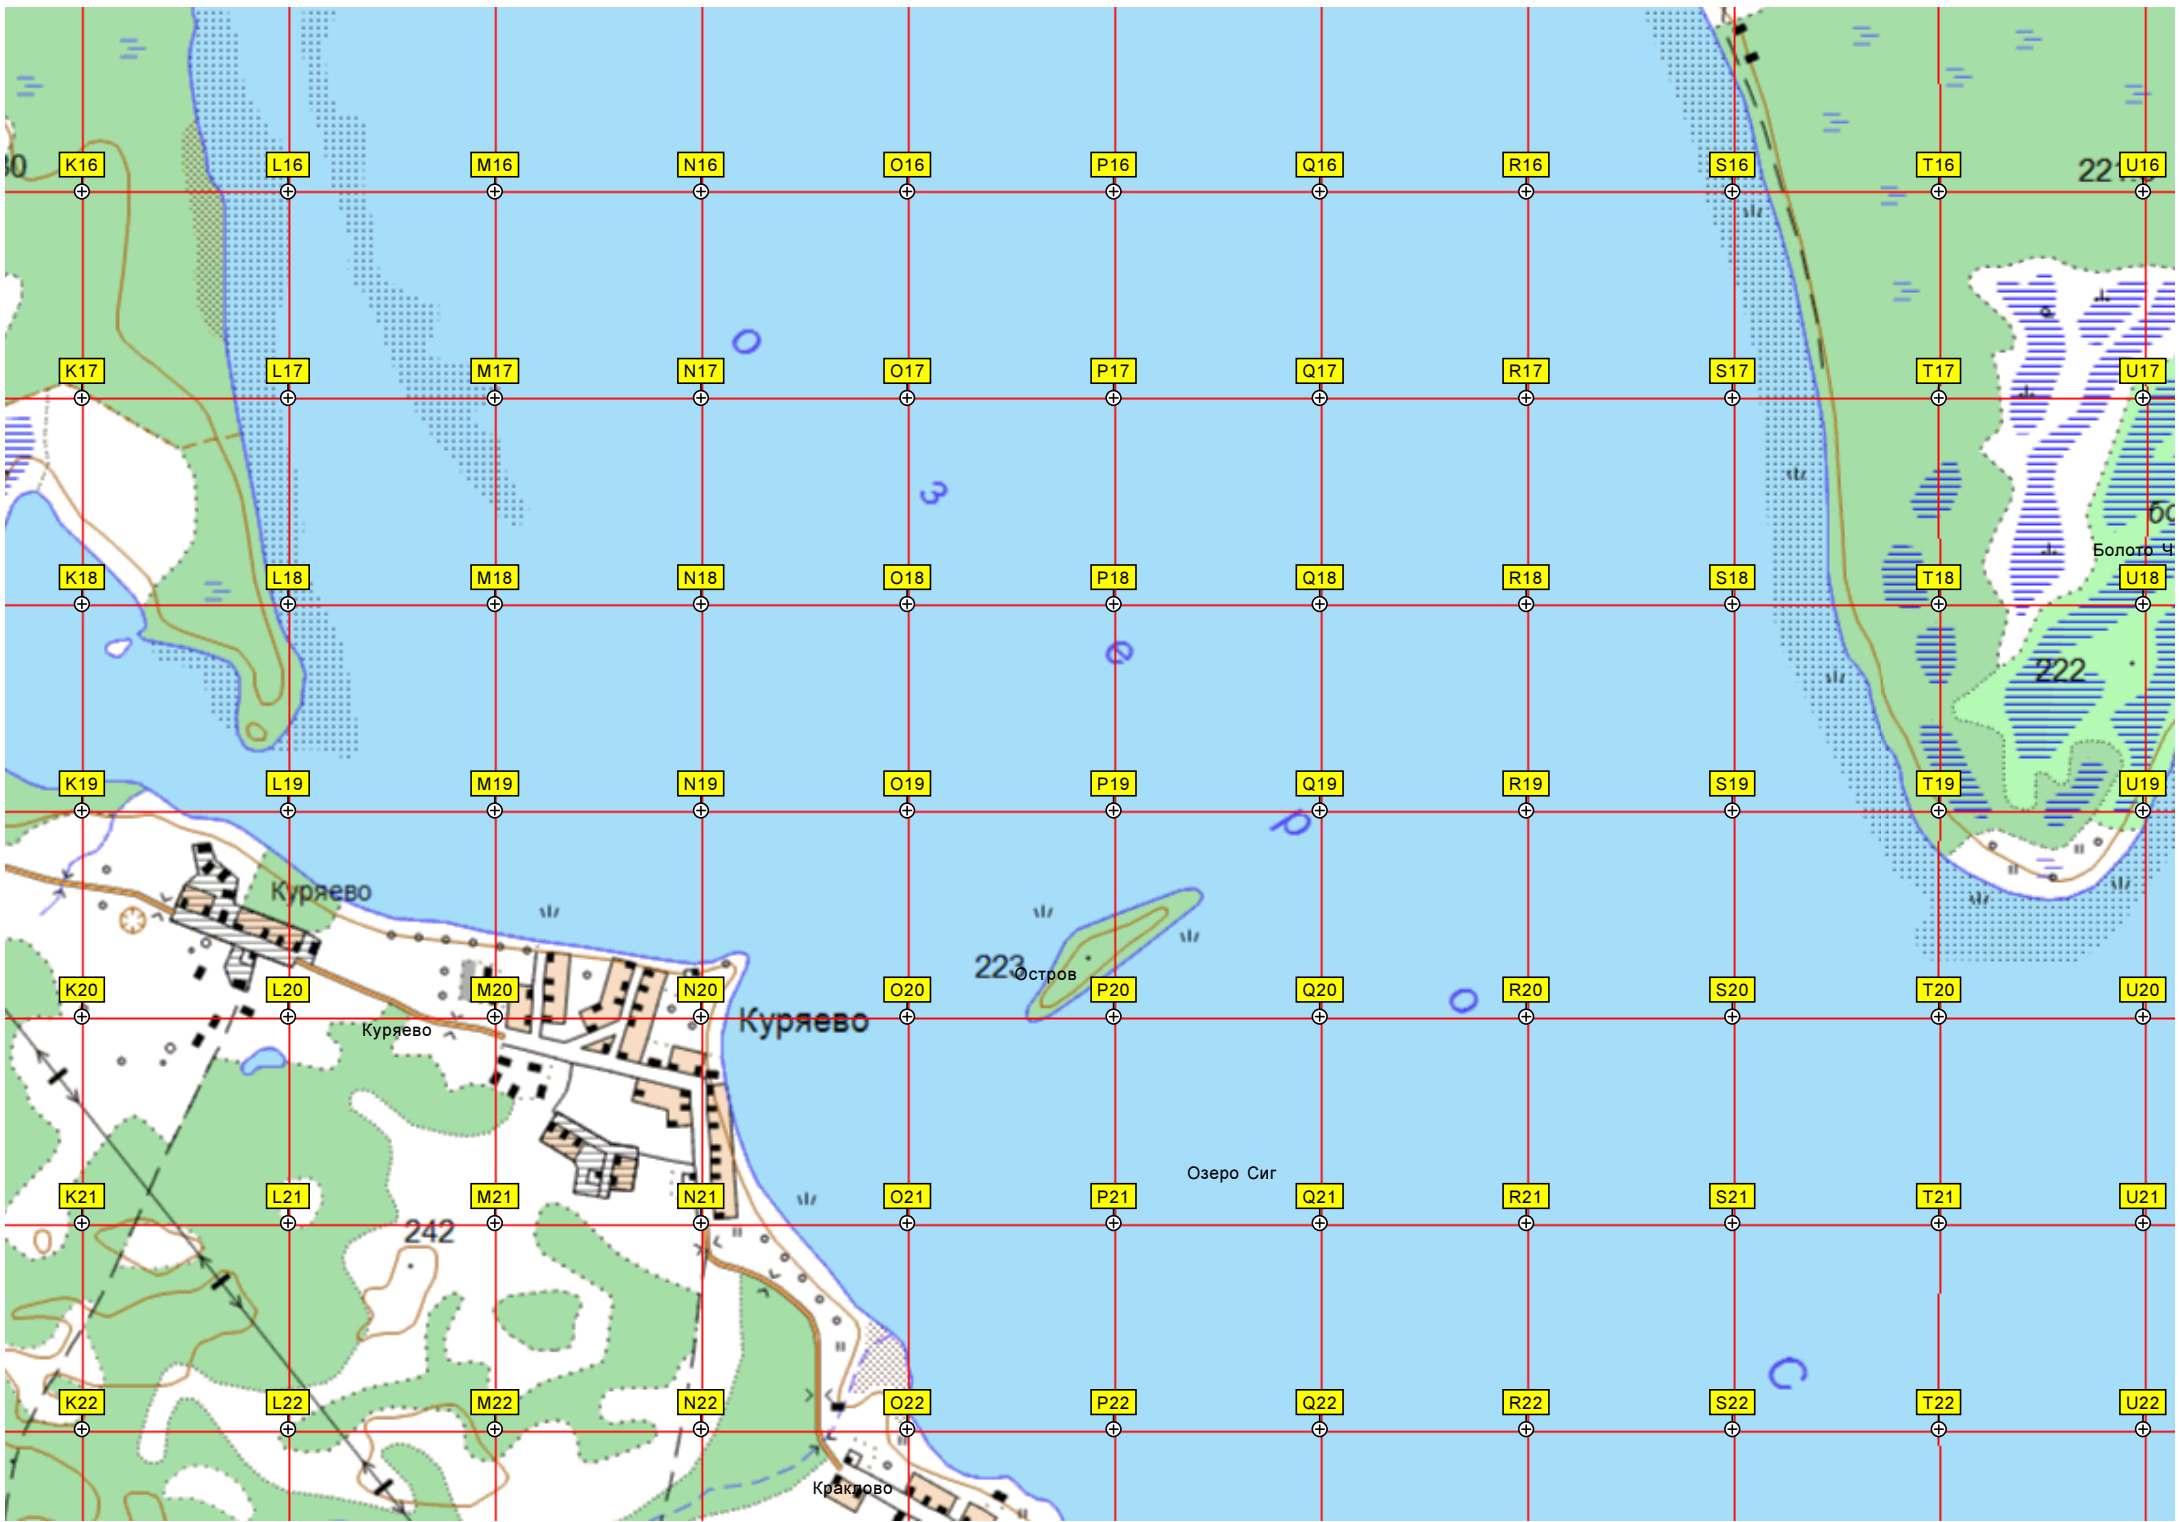 30 K16 L16 M16 N16 O16 P16 Q16 R16 S16 T16 U16
О
K17 L17 M17 N17 O17 P17 Q17 R17 S17 T17 U17
з
Болото Ч
K18 L18 M18 N18 O18 P18 Q18 R18 S18 T18 U18
е
222
K19 L19 M19 N19 O19 P19 Q19 R19 S19 T19 U19
р
Куряево
223 Остров
K20 L20 M20 N20 O20 P20 Q20 R20 S20 T20 U20
о
Куряево
Куряево
Озеро Сиг
K21 L21 M21 N21 O21 P21 Q21 R21 S21 T21 U21
242
С
K22 L22 M22 N22 O22 P22 Q22 R22 S22 T22 U22
Краклово